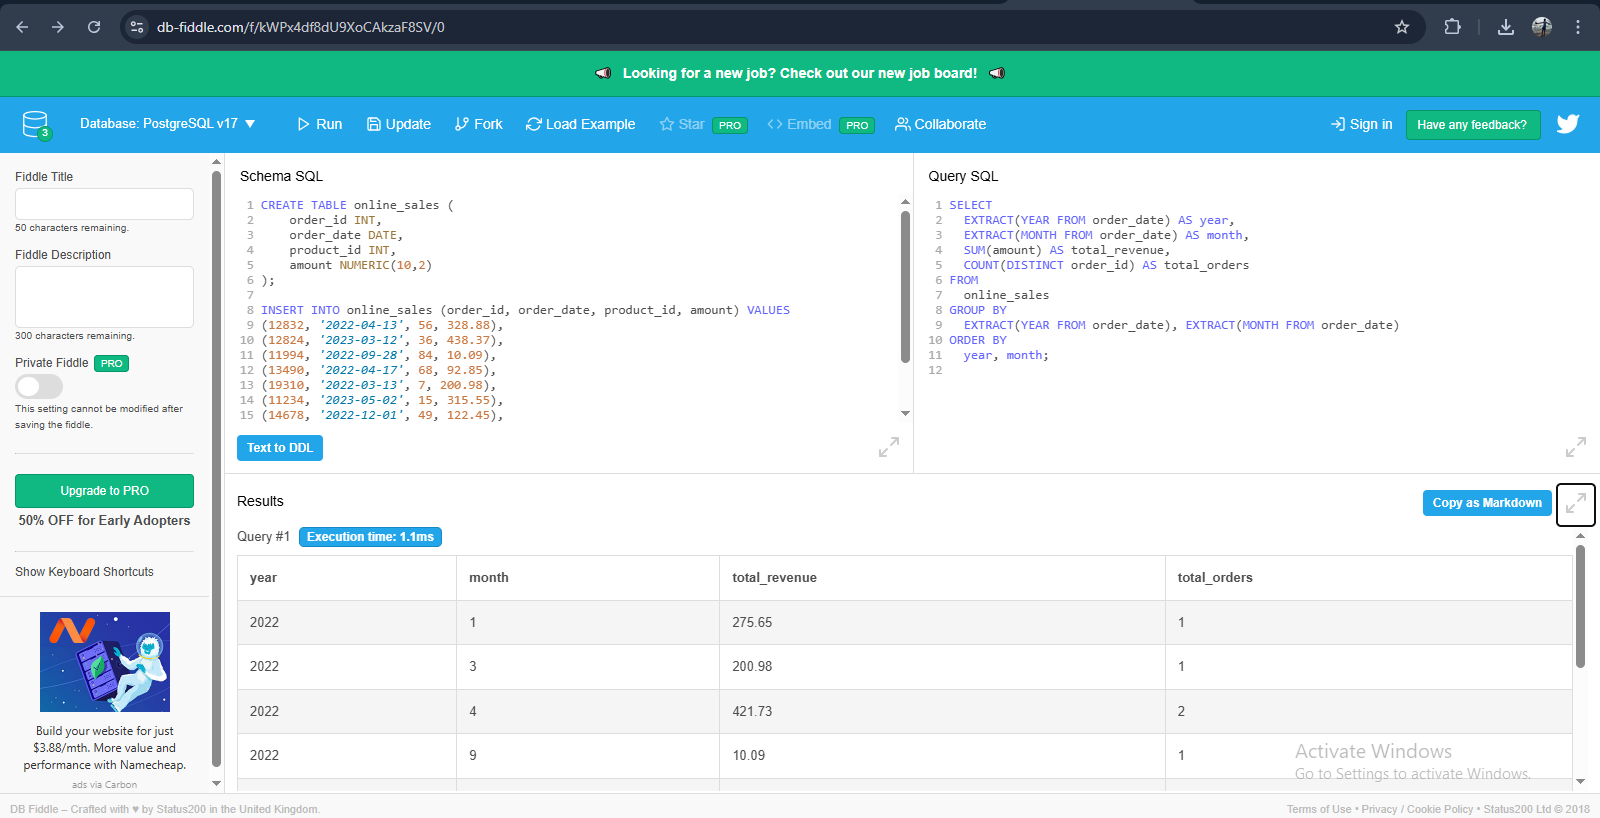 db-fiddle.com/f/kWPx4df8dU9XoCAkzaF8SV/0
Looking for a new job? Check out our new job board!
3
Database: PostgreSQL v17
Run
Update
Fork
Load Example
Star PRO
Embed PRO
Collaborate
Sign in
Have any feedback?
Fiddle Title
50 characters remaining.
Fiddle Description
300 characters remaining.
Private Fiddle PRO
This setting cannot be modified after
saving the fiddle.
Upgrade to PRO
50% OFF for Early Adopters
Show Keyboard Shortcuts
Build your website for just
$3.88/mth. More value and
performance with Namecheap.
ads via Carbon
Schema SQL
1 CREATE TABLE online_sales (
2 order_id INT,
3 order_date DATE,
4 product_id INT,
5 amount NUMERIC(10,2)
6 );
7
8 INSERT INTO online_sales (order_id, order_date, product_id, amount) VALUES
9 (12832, '2022-04-13', 56, 328.88),
10 (12824, '2023-03-12', 36, 438.37),
11 (11994, '2022-09-28', 84, 10.09),
12 (13490, '2022-04-17', 68, 92.85),
13 (19310, '2022-03-13', 7, 200.98),
14 (11234, '2023-05-02', 15, 315.55),
15 (14678, '2022-12-01', 49, 122.45),
Text to DDL
Query SQL
1 SELECT
2 EXTRACT(YEAR FROM order_date) AS year,
3 EXTRACT(MONTH FROM order_date) AS month,
4 SUM(amount) AS total_revenue,
5 COUNT(DISTINCT order_id) AS total_orders
6 FROM
7 online_sales
8 GROUP BY
9 EXTRACT(YEAR FROM order_date), EXTRACT(MONTH FROM order_date)
10 ORDER BY
11 year, month;
12
Results
Copy as Markdown
Query #1 Execution time: 1.1ms
year month total_revenue total_orders
2022 1 275.65 1
2022 3 200.98 1
2022 4 421.73 2
2022 9 10.09 1
Activate Windows
Go to Settings to activate Windows.
DB Fiddle – Crafted with ♥ by Status200 in the United Kingdom.
Terms of Use • Privacy / Cookie Policy • Status200 Ltd © 2018